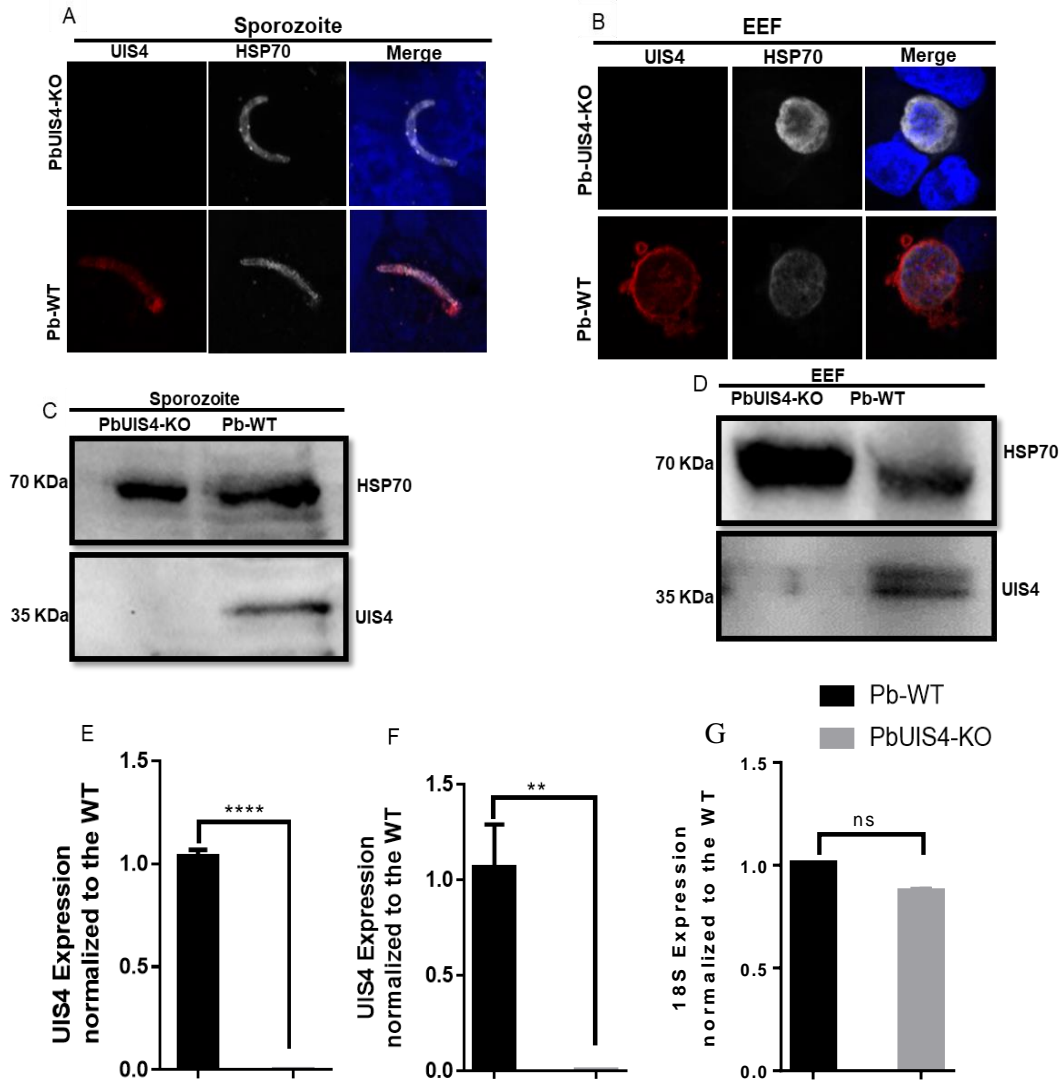 A
Sporozoite
UIS4 HSP70 Merge
PbUIS4-KO
Pb-WT
B
EEF
UIS4 HSP70 Merge
Pb-UIS4-KO
Pb-WT
C
Sporozoite
PbUIS4-KO Pb-WT
70 KDa HSP70
35 KDa UIS4
D
EEF
PbUIS4-KO Pb-WT
70 KDa HSP70
35 KDa UIS4
Pb-WT
PbUIS4-KO
E
UIS4 Expression
normalized to the WT
1.5
1.0
0.5
0.0
****
F
UIS4 Expression
normalized to the WT
1.5
1.0
0.5
0.0
**
G
18S Expression
normalized to the WT
1.5
1.0
0.5
0.0
ns